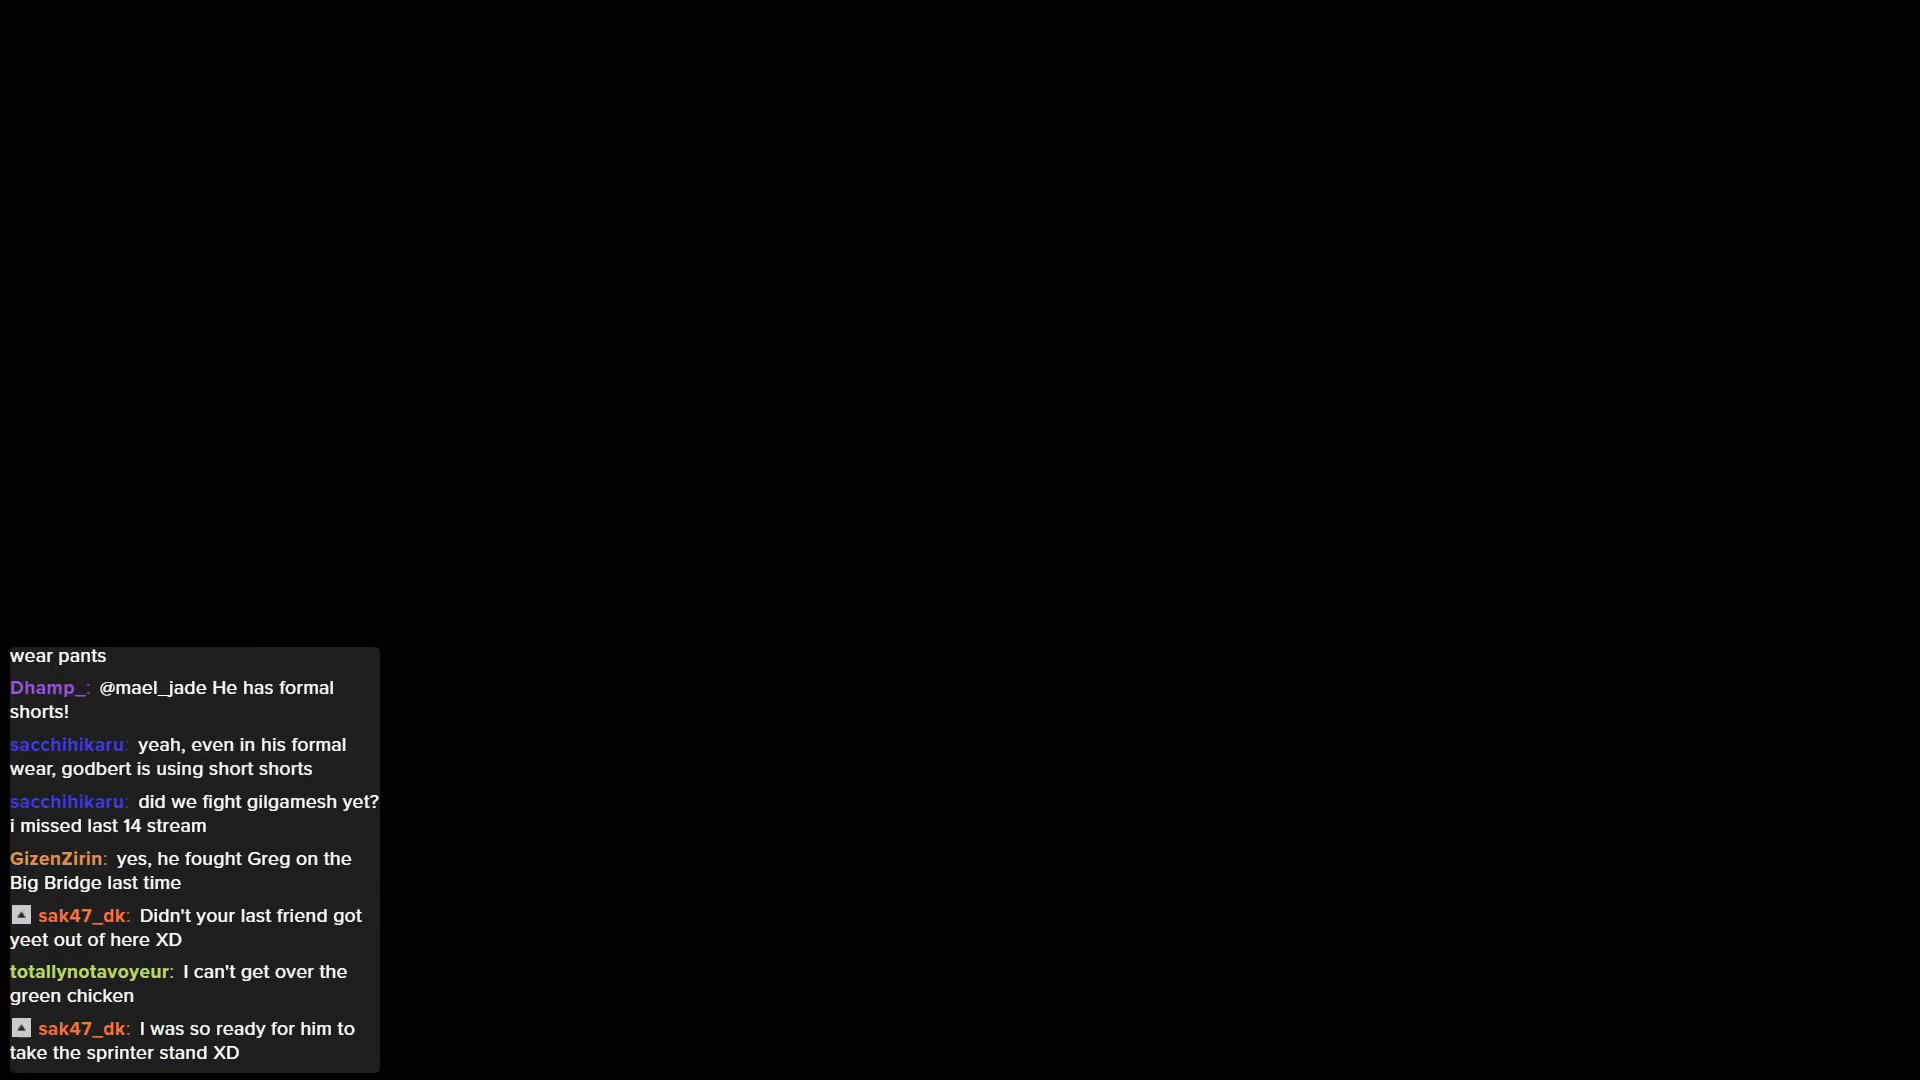 wear pants
Dhamp_: @mael_jade He has formal
shorts!
sacchihikaru: yeah, even in his formal
wear, godbert is using short shorts
sacchihikaru: did we fight gilgamesh yet?
i missed last 14 stream
GizenZirin: yes, he fought Greg on the
Big Bridge last time
sak47_dk: Didn't your last friend got
yeet out of here XD
totallynotavoyeur: I can't get over the
green chicken
sak47_dk: I was so ready for him to
take the sprinter stand XD